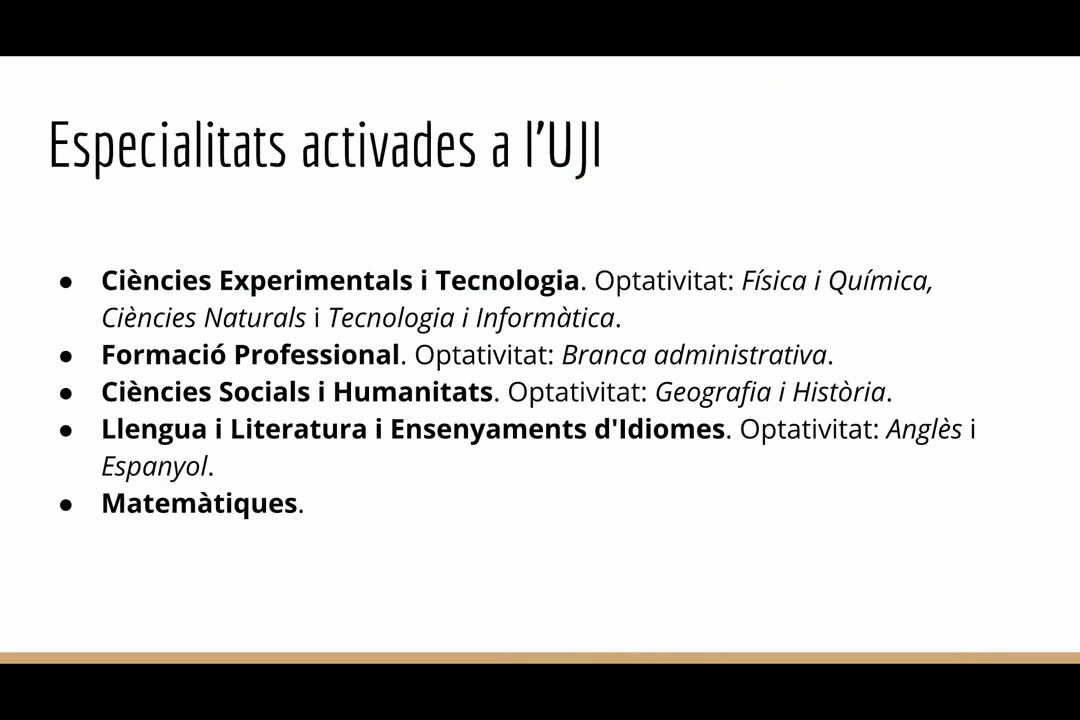 Especialitats activades a l’UJI
● Ciències Experimentals i Tecnologia. Optativitat: Física i Química,
Ciències Naturals i Tecnologia i Informàtica.
● Formació Professional. Optativitat: Branca administrativa.
● Ciències Socials i Humanitats. Optativitat: Geografia i Història.
● Llengua i Literatura i Ensenyaments d'Idiomes. Optativitat: Anglès i
Espanyol.
● Matemàtiques.